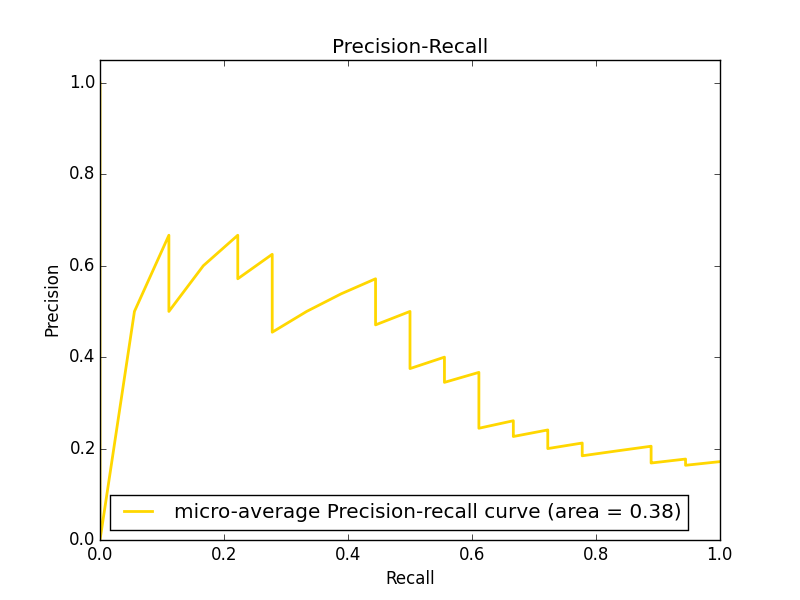 Precision-Recall
1.0
0.8
0.6
0.4
0.2
0.0
Precision
micro-average Precision-recall curve (area = 0.38)
0.0 0.2 0.4 0.6 0.8 1.0
Recall